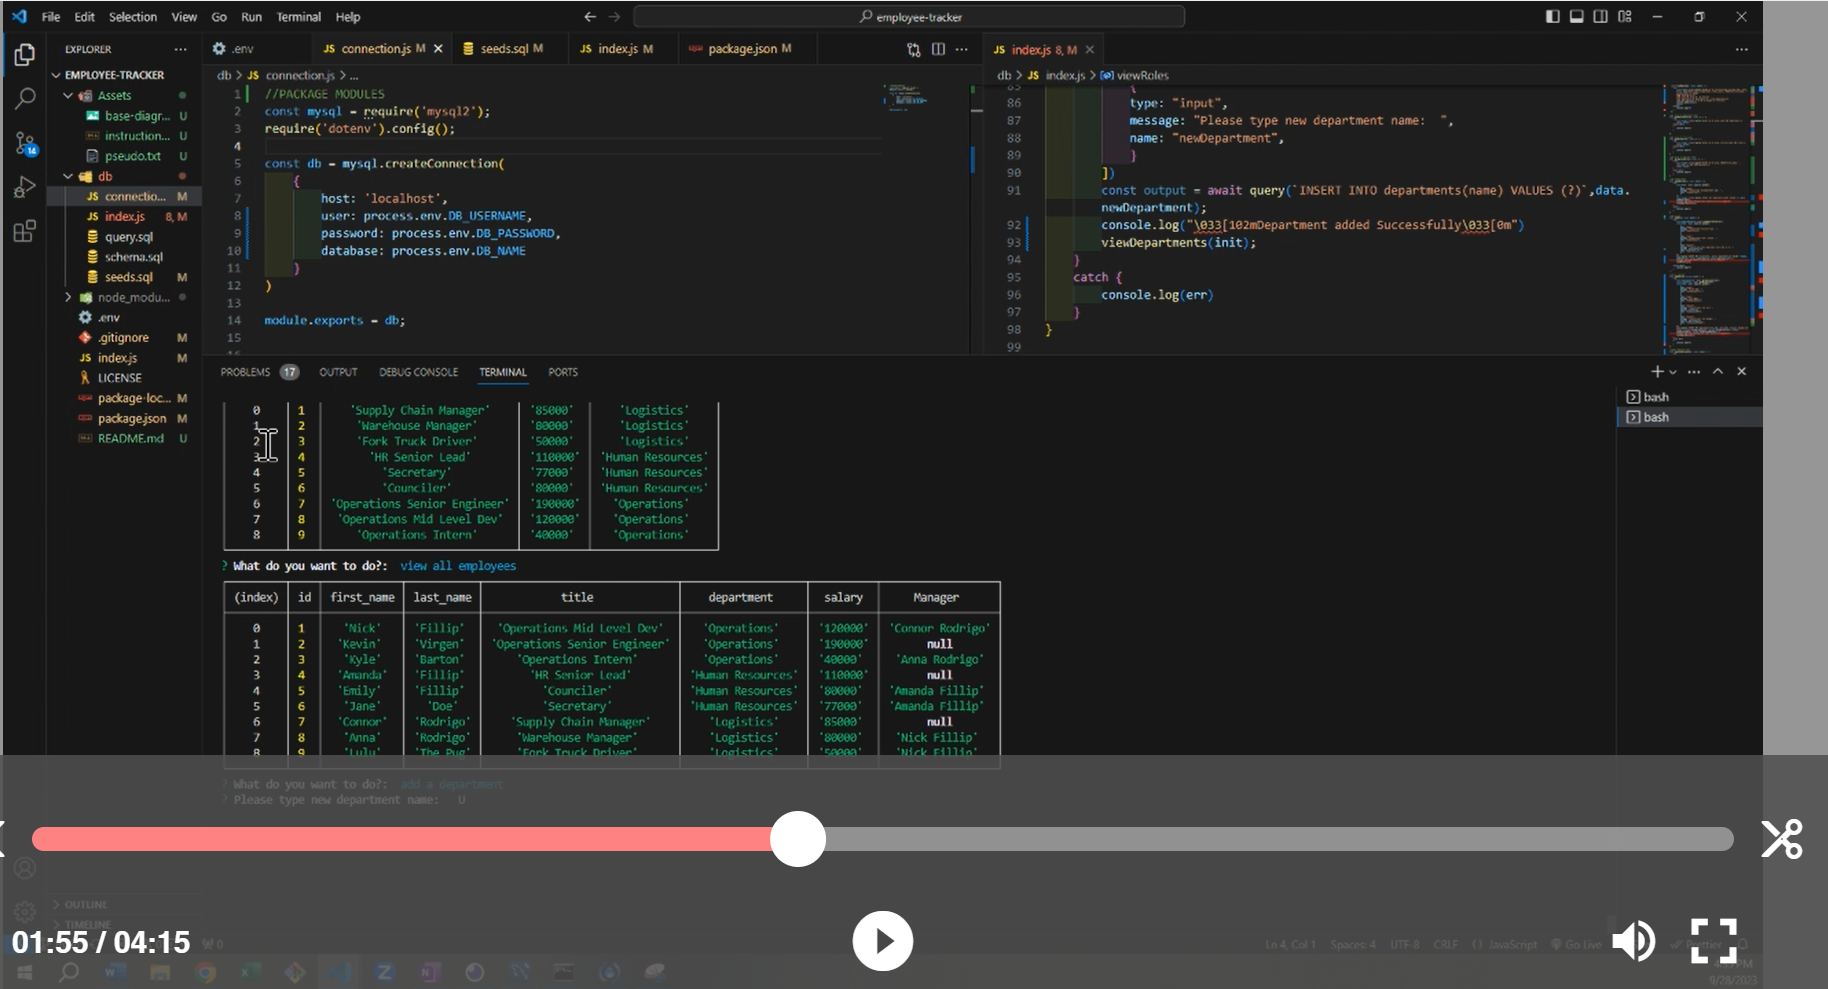 File Edit Selection View Go Run Terminal Help
employee-tracker
EXPLORER
EMPLOYEE-TRACKER
Assets
base-diagr... U
instruction... U
pseudo.txt U
db
JS connectio... M
JS index.js 8, M
query.sql
schema.sql
seeds.sql M
node_modu...
.env
.gitignore M
JS index.js M
LICENSE
package-loc... M
package.json M
README.md U
OUTLINE
TIMELINE
14
.env
JS connection.js M
seeds.sql M
JS index.js M
package.json M
db > JS connection.js > ...
1 //PACKAGE MODULES
2 const mysql = require('mysql2');
3 require('dotenv').config();
4
5 const db = mysql.createConnection(
6 {
7 host: 'localhost',
8 user: process.env.DB_USERNAME,
9 password: process.env.DB_PASSWORD,
10 database: process.env.DB_NAME
11 }
12 )
13
14 module.exports = db;
15
JS index.js 8, M
db > JS index.js > viewRoles
85 {
86 type: "input",
87 message: "Please type new department name:  ",
88 name: "newDepartment",
89 }
90 ])
91 const output = await query(`INSERT INTO departments(name) VALUES (?)`,data.
newDepartment);
92 console.log("\033[102mDepartment added Successfully\033[0m")
93 viewDepartments(init);
94 }
95 catch {
96 console.log(err)
97 }
98 }
99
PROBLEMS 17 OUTPUT DEBUG CONSOLE TERMINAL PORTS
bash
bash
0 1 'Supply Chain Manager' '85000' 'Logistics'
1 2 'Warehouse Manager' '80000' 'Logistics'
2 3 'Fork Truck Driver' '50000' 'Logistics'
3 4 'HR Senior Lead' '110000' 'Human Resources'
4 5 'Secretary' '77000' 'Human Resources'
5 6 'Counciler' '80000' 'Human Resources'
6 7 'Operations Senior Engineer' '190000' 'Operations'
7 8 'Operations Mid Level Dev' '120000' 'Operations'
8 9 'Operations Intern' '40000' 'Operations'
? What do you want to do?: view all employees
(index) id first_name last_name title department salary Manager
0 1 'Nick' 'Fillip' 'Operations Mid Level Dev' 'Operations' '120000' 'Connor Rodrigo'
1 2 'Kevin' 'Virgen' 'Operations Senior Engineer' 'Operations' '190000' null
2 3 'Kyle' 'Barton' 'Operations Intern' 'Operations' '40000' 'Anna Rodrigo'
3 4 'Amanda' 'Fillip' 'HR Senior Lead' 'Human Resources' '110000' null
4 5 'Emily' 'Fillip' 'Counciler' 'Human Resources' '80000' 'Amanda Fillip'
5 6 'Jane' 'Doe' 'Secretary' 'Human Resources' '77000' 'Amanda Fillip'
6 7 'Connor' 'Rodrigo' 'Supply Chain Manager' 'Logistics' '85000' null
7 8 'Anna' 'Rodrigo' 'Warehouse Manager' 'Logistics' '80000' 'Nick Fillip'
8 9 'Lulu' 'The Pug' 'Fork Truck Driver' 'Logistics' '50000' 'Nick Fillip'
? What do you want to do?: add a department
? Please type new department name:  U
01:55 / 04:15
Ln 4, Col 1 Spaces: 4 UTF-8 CRLF {} JavaScript Go Live Prettier
9/28/2023